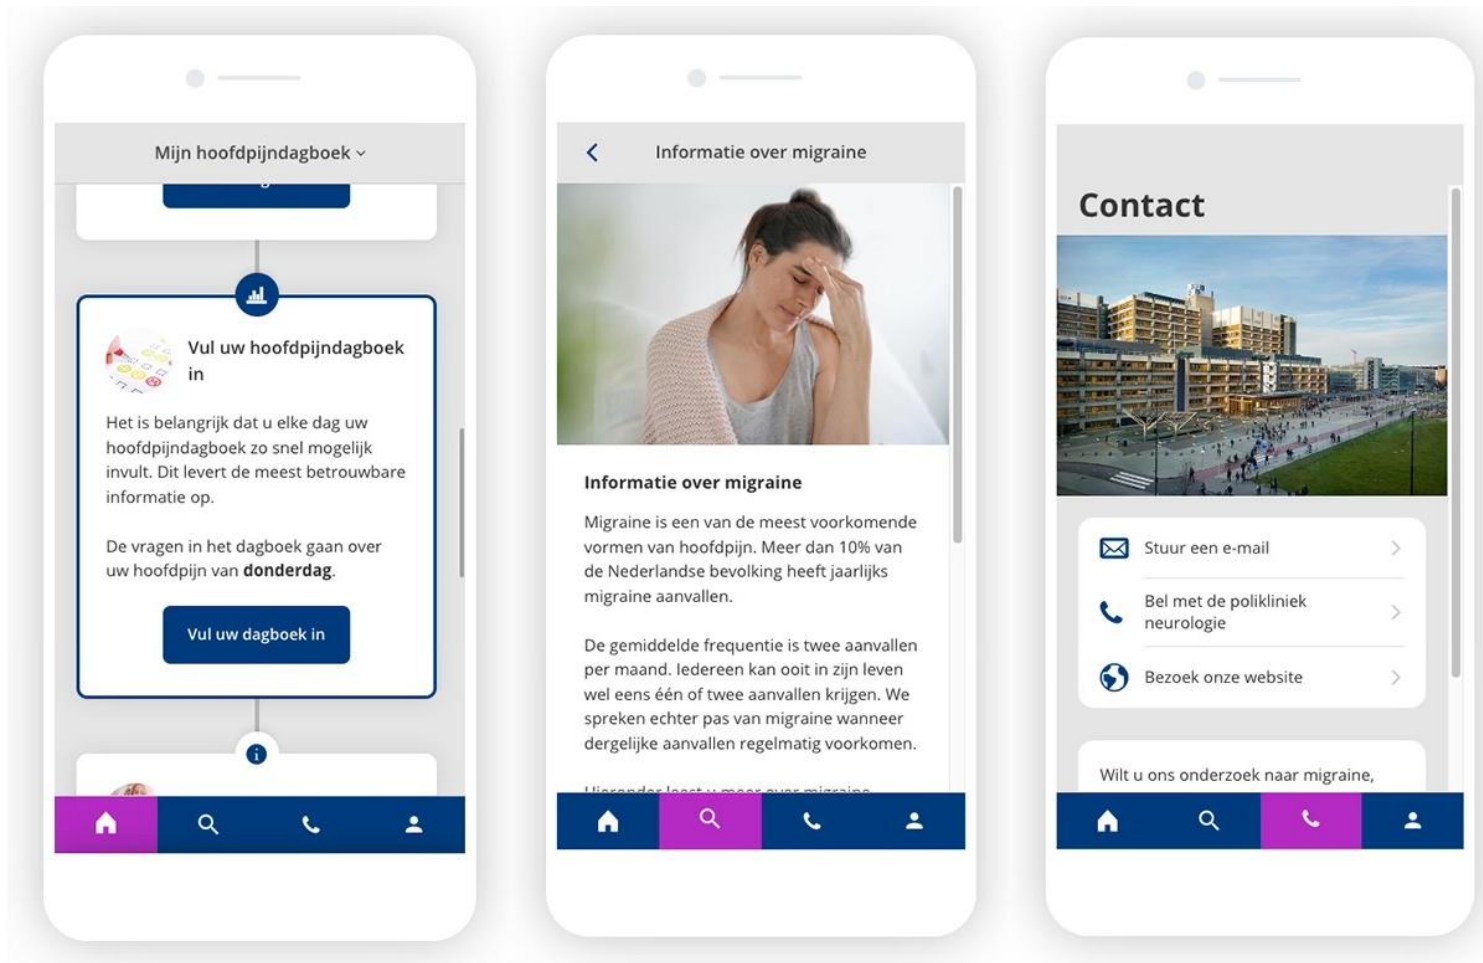 Mijn hoofdpijndagboek
Vul uw hoofdpijndagboek
in
Het is belangrijk dat u elke dag uw
hoofdpijndagboek zo snel mogelijk
invult. Dit levert de meest betrouwbare
informatie op.
De vragen in het dagboek gaan over
uw hoofdpijn van donderdag.
Vul uw dagboek in
Informatie over migraine
Informatie over migraine
Migraine is een van de meest voorkomende
vormen van hoofdpijn. Meer dan 10% van
de Nederlandse bevolking heeft jaarlijks
migraine aanvallen.
De gemiddelde frequentie is twee aanvallen
per maand. Iedereen kan ooit in zijn leven
wel eens één of twee aanvallen krijgen. We
spreken echter pas van migraine wanneer
dergelijke aanvallen regelmatig voorkomen.
Hieronder leest u meer over migraine
Contact
Stuur een e-mail
Bel met de polikliniek
neurologie
Bezoek onze website
Wilt u ons onderzoek naar migraine,